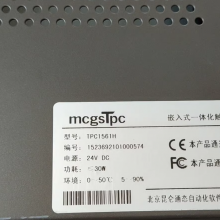 mcgsTpc
嵌入式一体化触
型号: TPC1561H
编号: 1523692101000574
电源: 24V DC
功耗: ≤30W
环境: 0—50℃ 5—90%
本产品通
FC 本产品
北京昆仑通态自动化软件